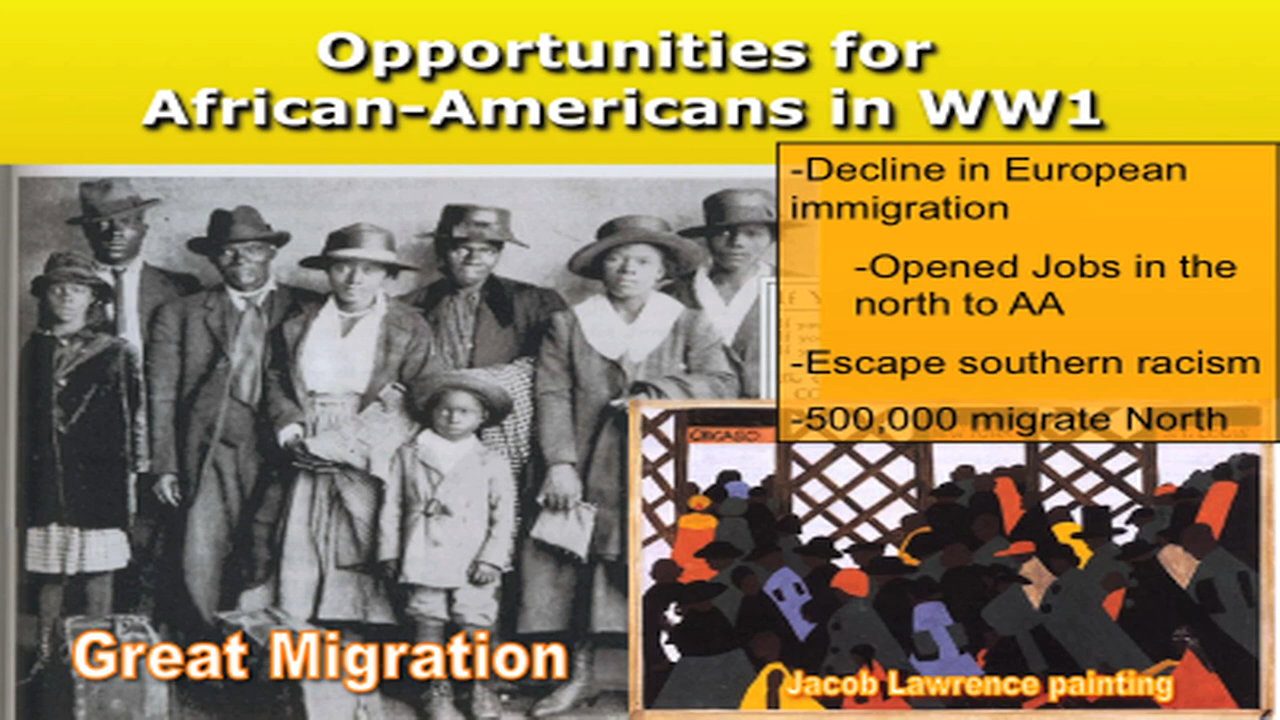 Opportunities for
African-Americans in WW1
-Decline in European
immigration
-Opened Jobs in the
north to AA
-Escape southern racism
-500,000 migrate North
CHICAGO
Great Migration
Jacob Lawrence painting